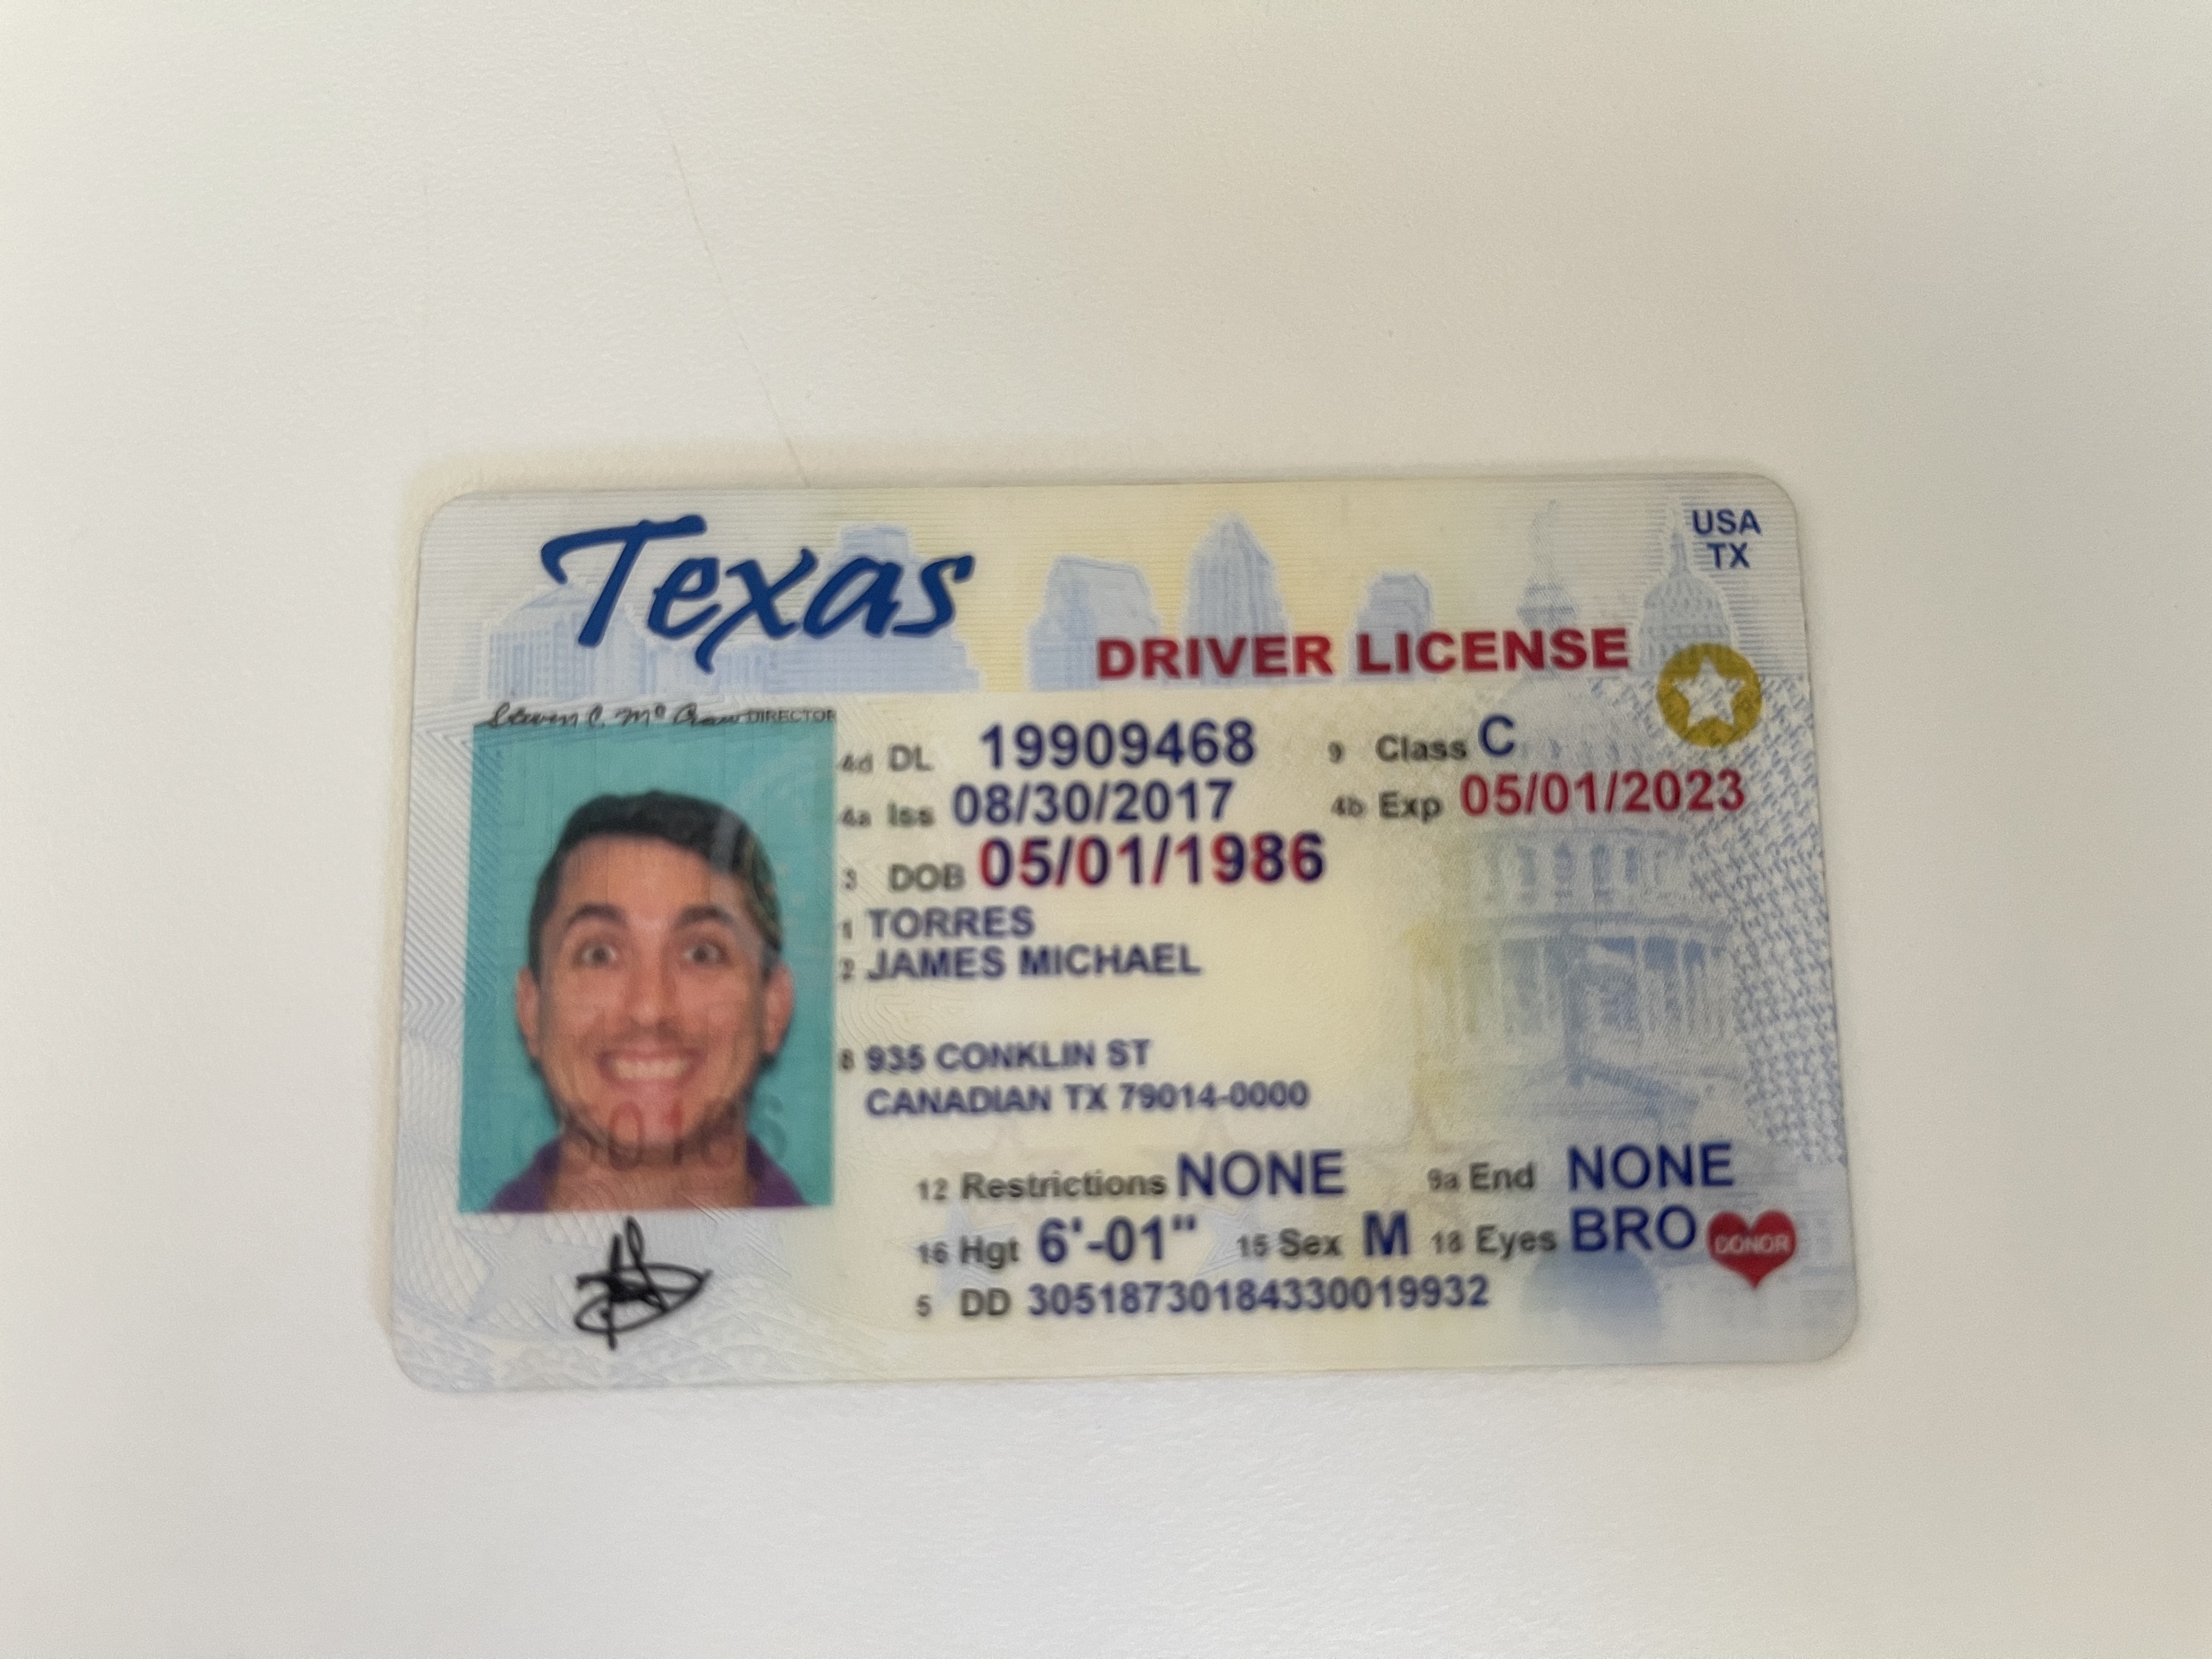 Texas
USA
TX
DRIVER LICENSE
DIRECTOR
4d DL 19909468 9 Class C
4a Iss 08/30/2017 4b Exp 05/01/2023
3 DOB 05/01/1986
1 TORRES
2 JAMES MICHAEL
8 935 CONKLIN ST
CANADIAN TX 79014-0000
12 Restrictions NONE 9a End NONE
16 Hgt 6'-01" 15 Sex M 18 Eyes BRO
DONOR
5 DD 30518730184330019932